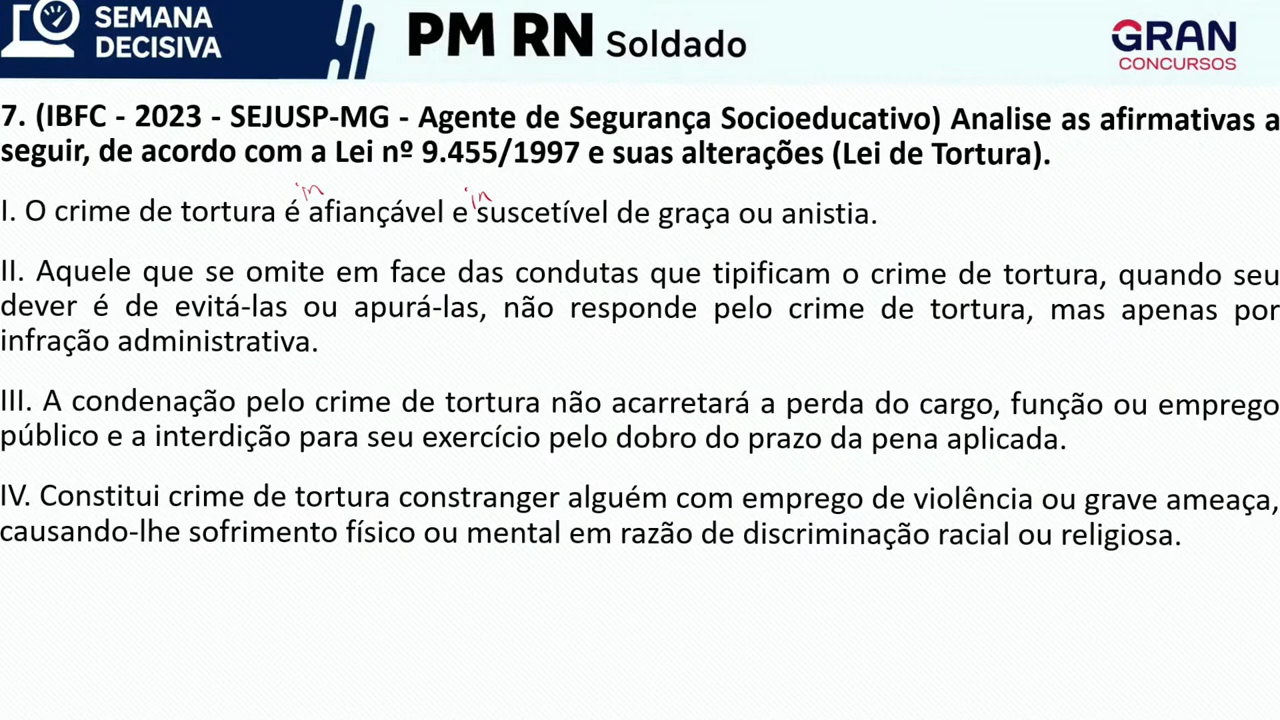 SEMANA
DECISIVA
PM RN Soldado
GRAN
CONCURSOS
7. (IBFC - 2023 - SEJUSP-MG - Agente de Segurança Socioeducativo) Analise as afirmativas a
seguir, de acordo com a Lei nº 9.455/1997 e suas alterações (Lei de Tortura).
in in
I. O crime de tortura é afiançável e suscetível de graça ou anistia.
II. Aquele que se omite em face das condutas que tipificam o crime de tortura, quando seu
dever é de evitá-las ou apurá-las, não responde pelo crime de tortura, mas apenas por
infração administrativa.
III. A condenação pelo crime de tortura não acarretará a perda do cargo, função ou emprego
público e a interdição para seu exercício pelo dobro do prazo da pena aplicada.
IV. Constitui crime de tortura constranger alguém com emprego de violência ou grave ameaça,
causando-lhe sofrimento físico ou mental em razão de discriminação racial ou religiosa.